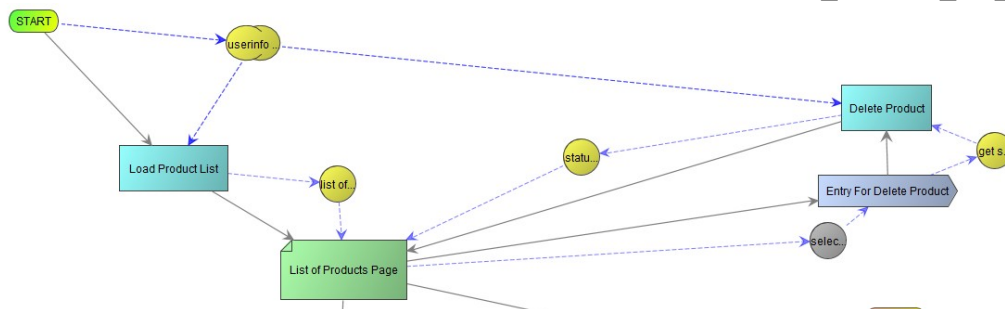 START
userinfo ..
Delete Product
statu...
get s..
Load Product List
list of...
Entry For Delete Product
selec...
List of Products Page